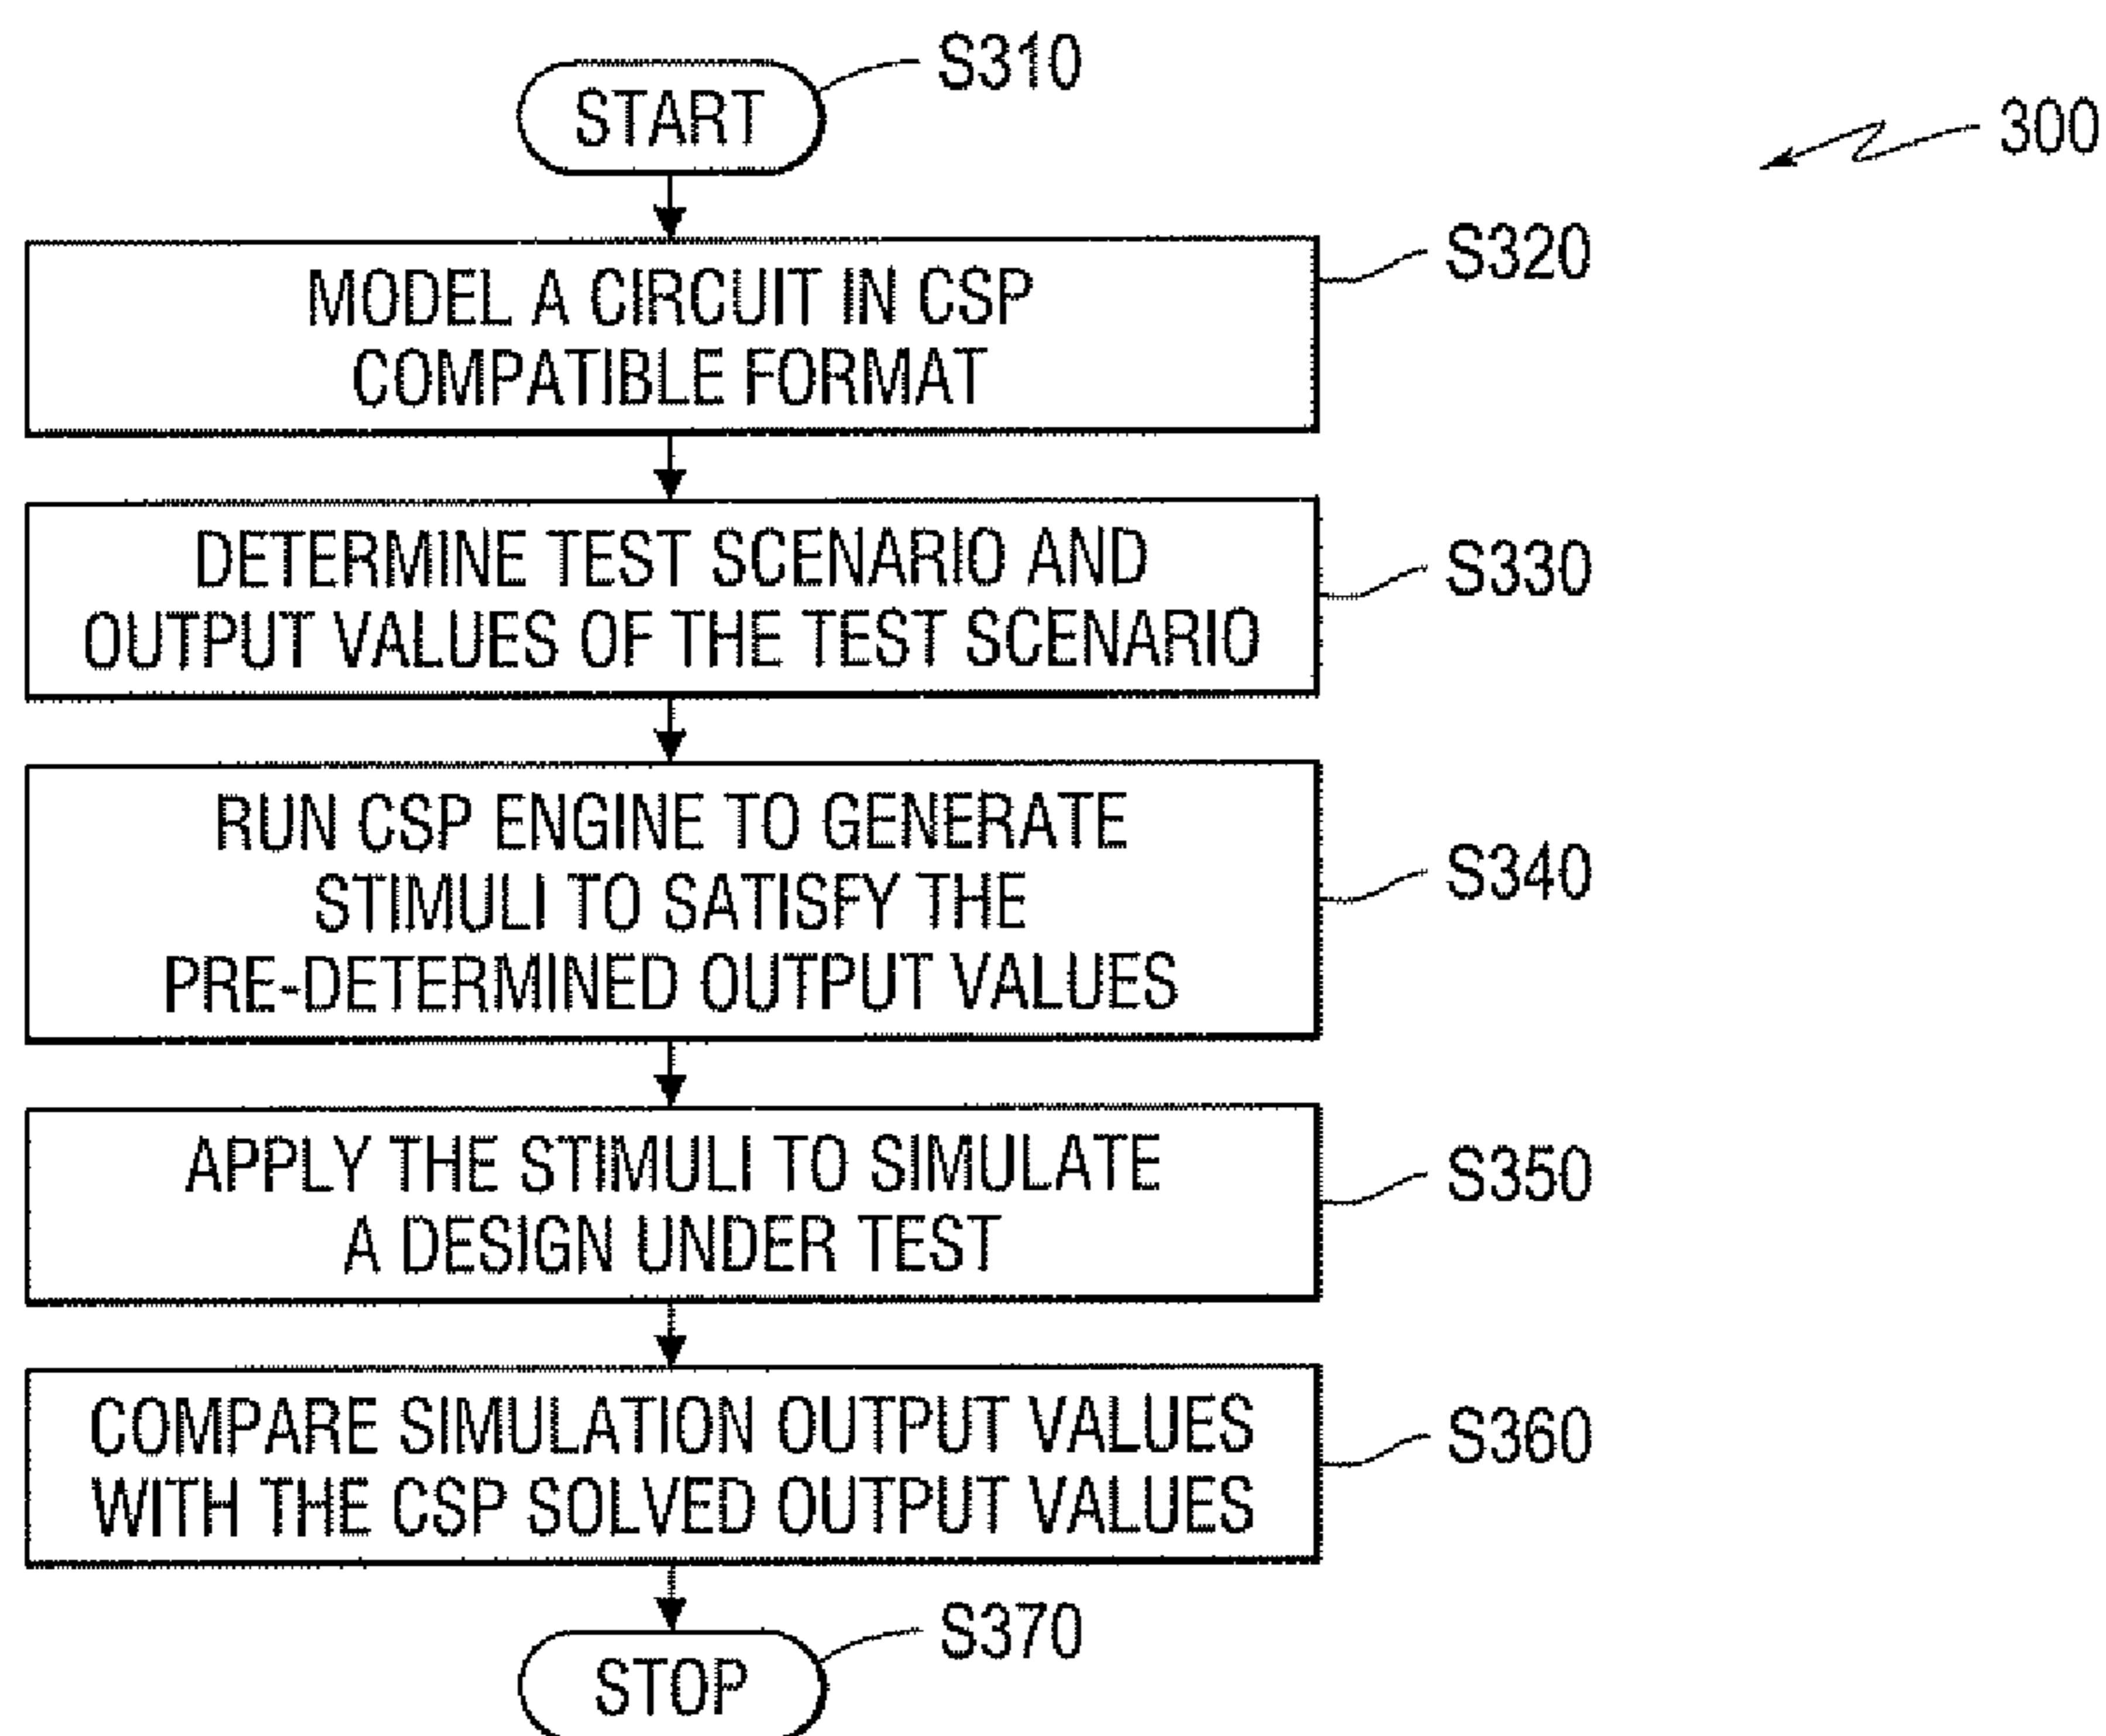 START
S310
300
MODEL A CIRCUIT IN CSP
COMPATIBLE FORMAT
S320
DETERMINE TEST SCENARIO AND
OUTPUT VALUES OF THE TEST SCENARIO
S330
RUN CSP ENGINE TO GENERATE
STIMULI TO SATISFY THE
PRE-DETERMINED OUTPUT VALUES
S340
APPLY THE STIMULI TO SIMULATE
A DESIGN UNDER TEST
S350
COMPARE SIMULATION OUTPUT VALUES
WITH THE CSP SOLVED OUTPUT VALUES
S360
STOP
S370